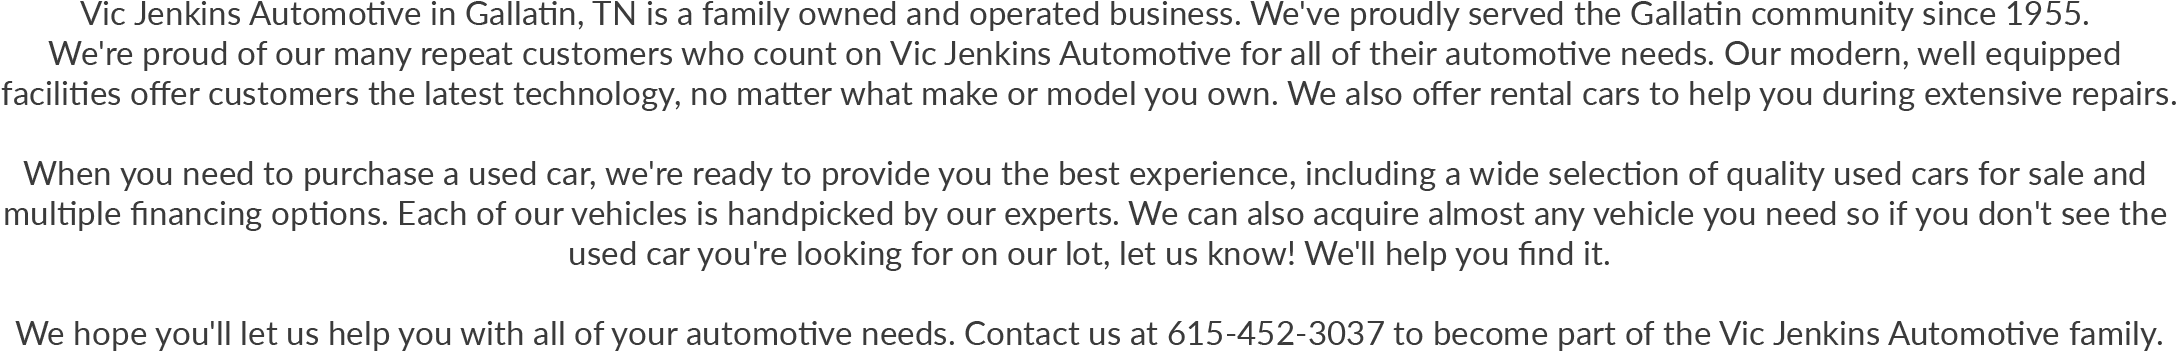 Vic Jenkins Automotive in Gallatin, TN is a family owned and operated business. We've proudly served the Gallatin community since 1955.
We're proud of our many repeat customers who count on Vic Jenkins Automotive for all of their automotive needs. Our modern, well equipped
facilities offer customers the latest technology, no matter what make or model you own. We also offer rental cars to help you during extensive repairs.
When you need to purchase a used car, we're ready to provide you the best experience, including a wide selection of quality used cars for sale and
multiple financing options. Each of our vehicles is handpicked by our experts. We can also acquire almost any vehicle you need so if you don't see the
used car you're looking for on our lot, let us know! We'll help you find it.
We hope you'll let us help you with all of your automotive needs. Contact us at 615-452-3037 to become part of the Vic Jenkins Automotive family.